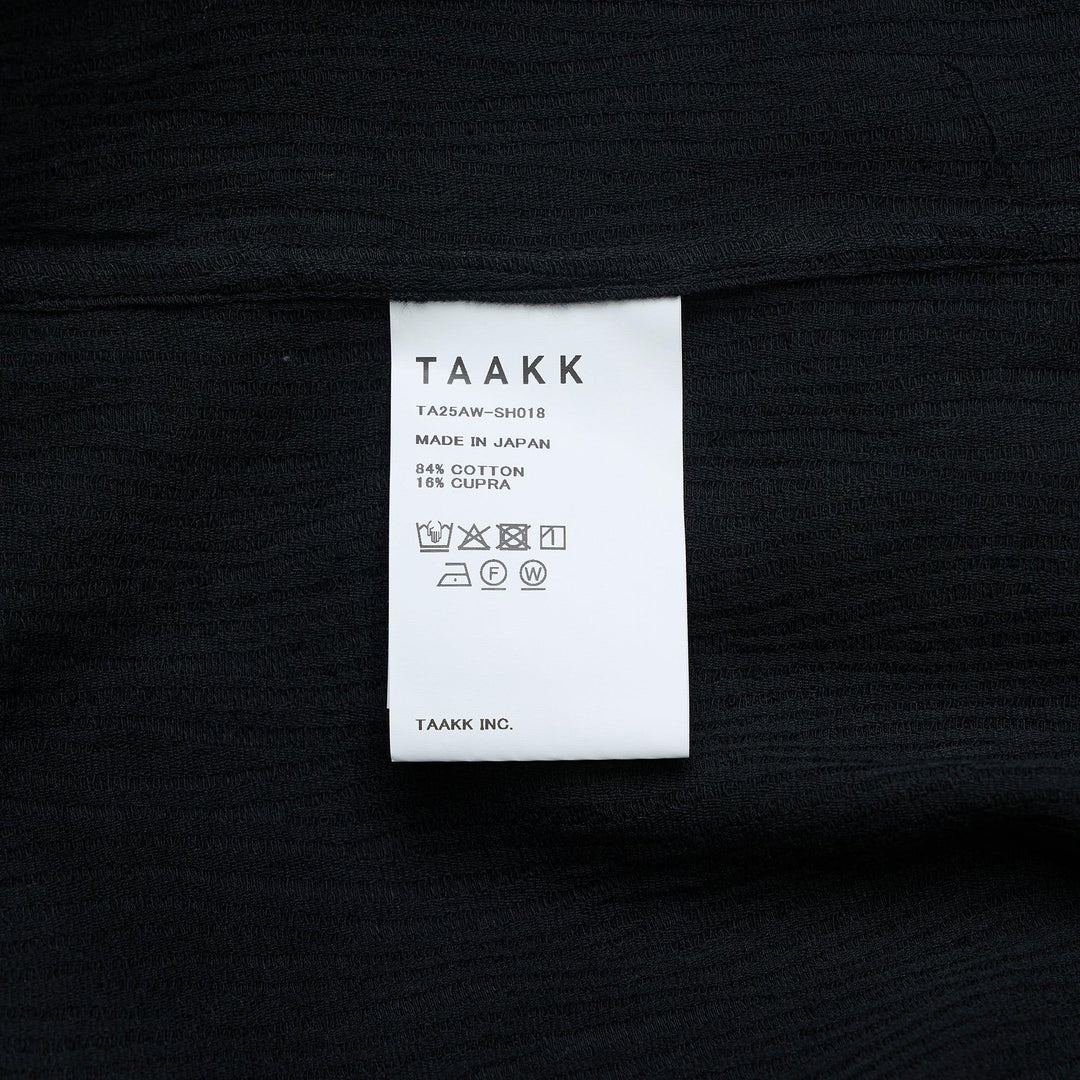 TAAKK
TA25AW-SH018
MADE IN JAPAN
84% COTTON
16% CUPRA
F W
TAAKK INC.